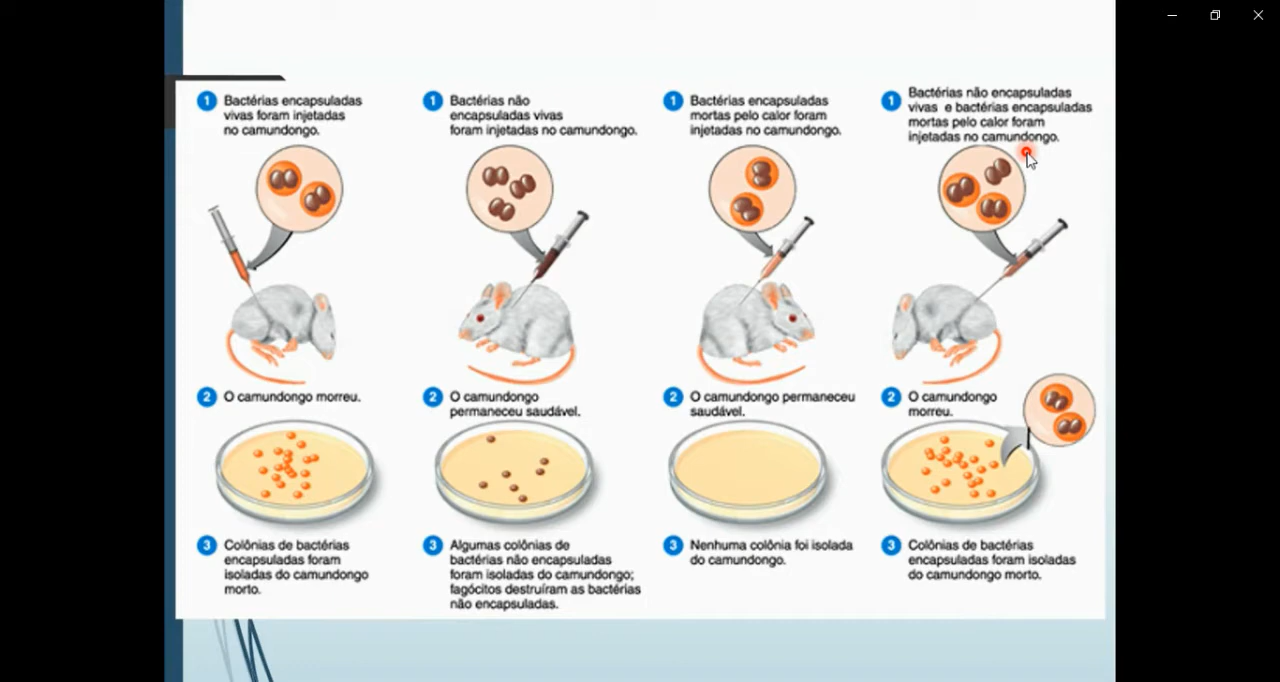 1 Bactérias encapsuladas
vivas foram injetadas
no camundongo.
2 O camundongo morreu.
3 Colônias de bactérias
encapsuladas foram
isoladas do camundongo
morto.
1 Bactérias não
encapsuladas vivas
foram injetadas no camundongo.
2 O camundongo
permaneceu saudável.
3 Algumas colônias de
bactérias não encapsuladas
foram isoladas do camundongo;
fagócitos destruíram as bactérias
não encapsuladas.
1 Bactérias encapsuladas
mortas pelo calor foram
injetadas no camundongo.
2 O camundongo permaneceu
saudável.
3 Nenhuma colônia foi isolada
do camundongo.
1 Bactérias não encapsuladas
vivas e bactérias encapsuladas
mortas pelo calor foram
injetadas no camundongo.
2 O camundongo
morreu.
3 Colônias de bactérias
encapsuladas foram isoladas
do camundongo morto.